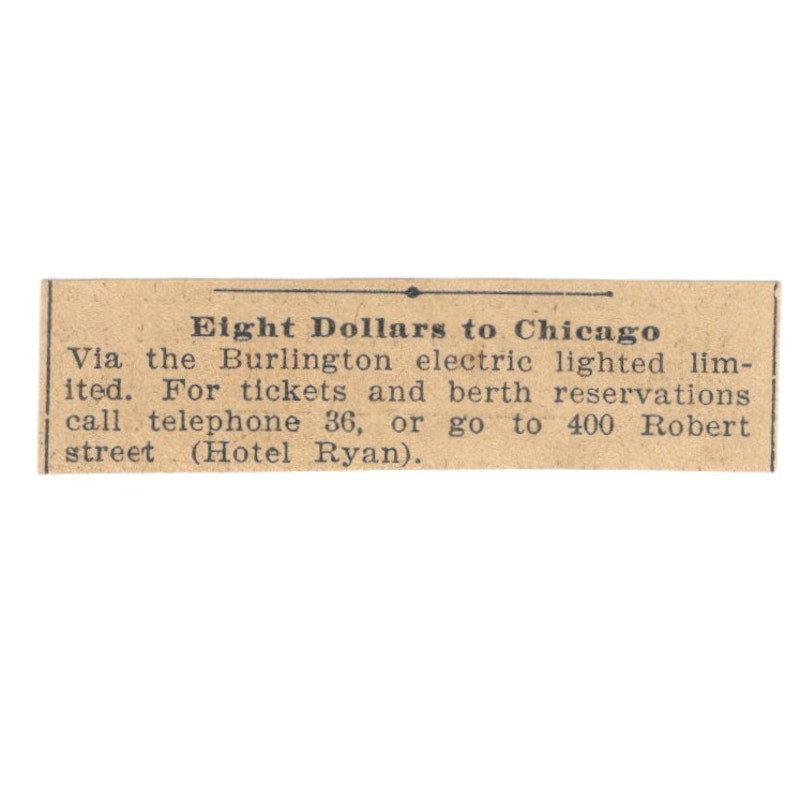 Eight Dollars to Chicago
Via the Burlington electric lighted lim-
ited. For tickets and berth reservations
call telephone 36, or go to 400 Robert
street (Hotel Ryan).